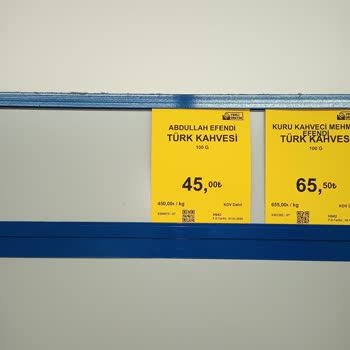 ABDULLAH EFENDI
TÜRK KAHVESİ
100 G
45,00₺
450,00₺ / kg
KDV Dahil
KURU KAHVECİ MEHM
EFENDI
TÜRK KAHVES
100 G
65,50₺
655,00₺ / kg
KDV Dahil